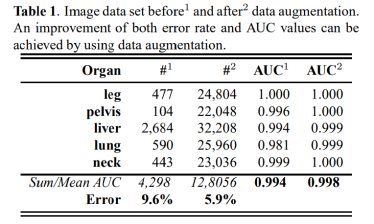 Table 1. Image data set before¹ and after² data augmentation.
An improvement of both error rate and AUC values can be
achieved by using data augmentation.
Organ #¹ #² AUC¹ AUC²
leg 477 24,804 1.000 1.000
pelvis 104 22,048 0.996 1.000
liver 2,684 32,208 0.994 0.999
lung 590 25,960 0.981 0.999
neck 443 23,036 0.999 1.000
Sum/Mean AUC 4,298 12,8056 0.994 0.998
Error 9.6% 5.9%